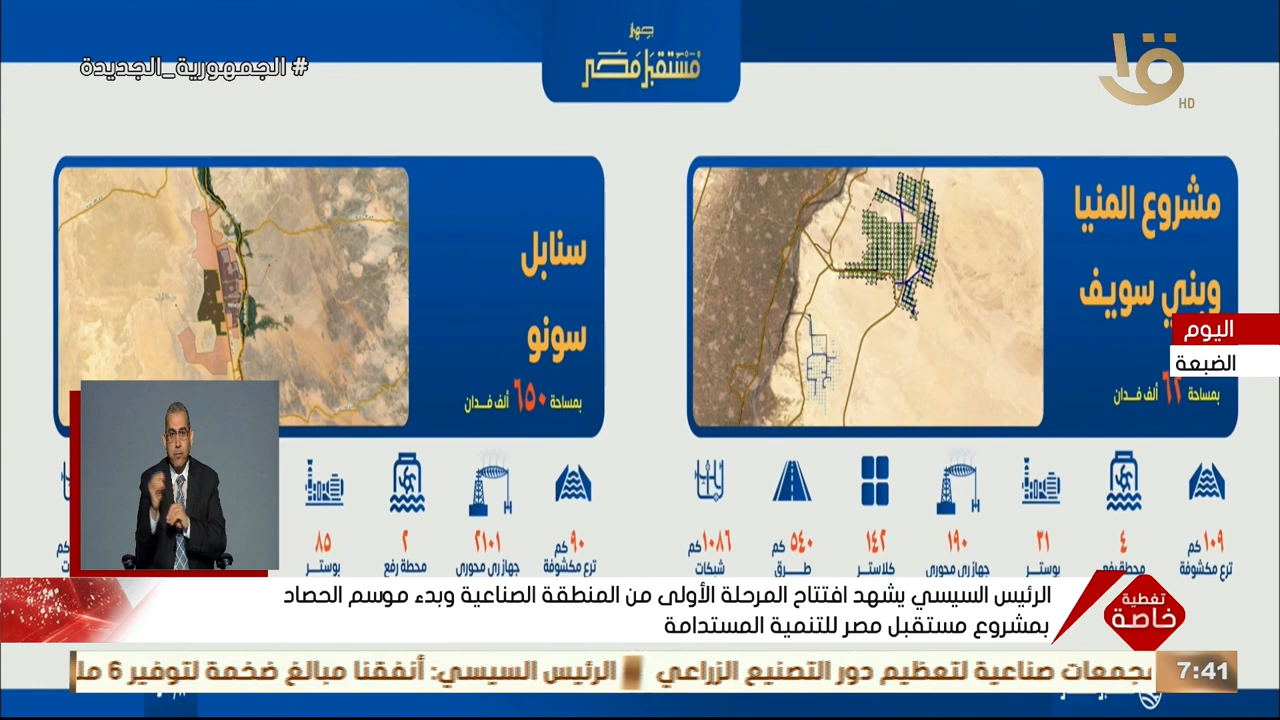 # الجمهورية_الجديدة
جهاز
مستقبل مصر
HD
مشروع المنيا
وبني سويف
بمساحة ٦٢ ألف فدان
سنابل
سونو
بمساحة ٦٥٠ ألف فدان
اليوم
الضبعة
١٠٩ كم
ترع مكشوفة
٤
محطة رفع
٣١
بوستر
١٩٠
جهاز رى محورى
١٤٢
كلاستر
٥٤٠ كم
طرق
١٠٨٦ كم
شبكات
٩٠ كم
ترع مكشوفة
٢
محطة رفع
٢١٠١
جهاز رى محورى
٨٥
بوستر
كم
تغطية
خاصة
الرئيس السيسي يشهد افتتاح المرحلة الأولى من المنطقة الصناعية وبدء موسم الحصاد
بمشروع مستقبل مصر للتنمية المستدامة
7:41
بجمعات صناعية لتعظيم دور التصنيع الزراعي
الرئيس السيسي: أنفقنا مبالغ ضخمة لتوفير 6 ما